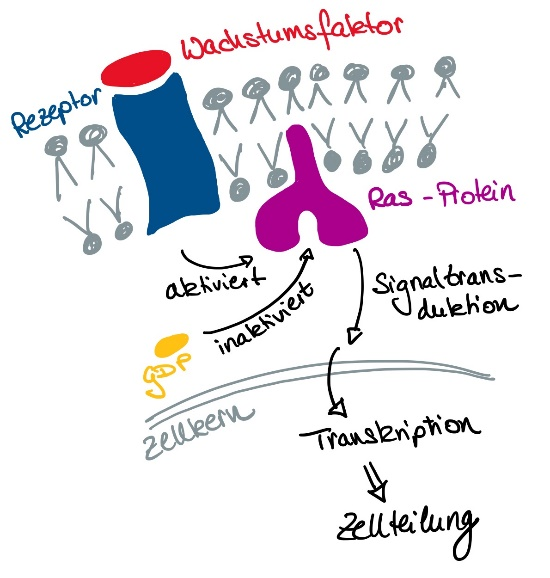 Wachstumsfaktor
Rezeptor
Ras - Protein
aktiviert
inaktiviert
Signaltrans-
duktion
GDP
Zellkern
Transkription
Zellteilung